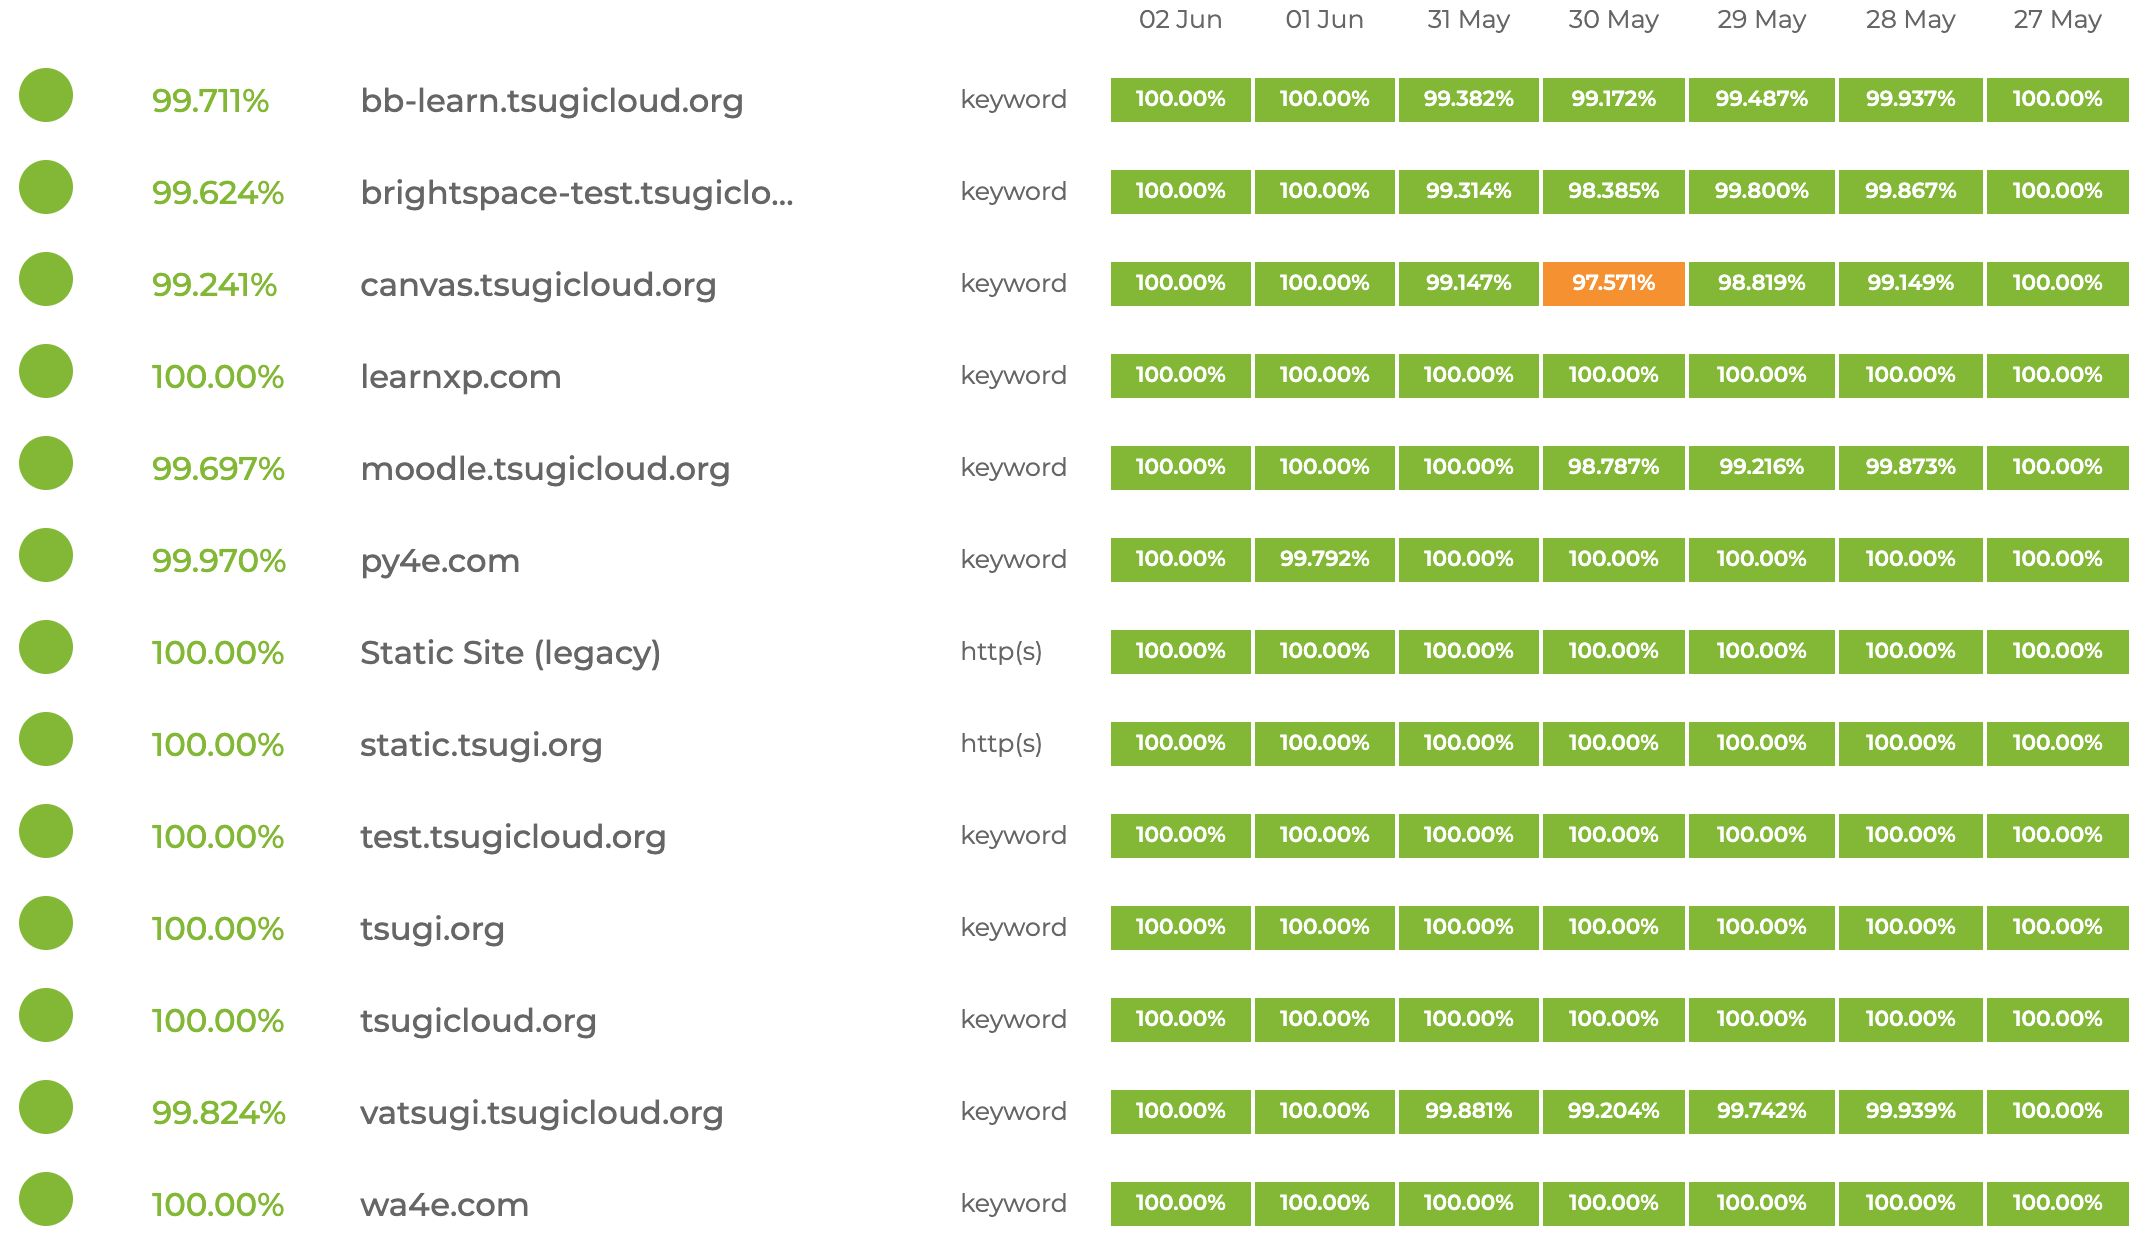 02 Jun 01 Jun 31 May 30 May 29 May 28 May 27 May
99.711% bb-learn.tsugicloud.org keyword 100.00% 100.00% 99.382% 99.172% 99.487% 99.937% 100.00%
99.624% brightspace-test.tsugiclo... keyword 100.00% 100.00% 99.314% 98.385% 99.800% 99.867% 100.00%
99.241% canvas.tsugicloud.org keyword 100.00% 100.00% 99.147% 97.571% 98.819% 99.149% 100.00%
100.00% learnxp.com keyword 100.00% 100.00% 100.00% 100.00% 100.00% 100.00% 100.00%
99.697% moodle.tsugicloud.org keyword 100.00% 100.00% 100.00% 98.787% 99.216% 99.873% 100.00%
99.970% py4e.com keyword 100.00% 99.792% 100.00% 100.00% 100.00% 100.00% 100.00%
100.00% Static Site (legacy) http(s) 100.00% 100.00% 100.00% 100.00% 100.00% 100.00% 100.00%
100.00% static.tsugi.org http(s) 100.00% 100.00% 100.00% 100.00% 100.00% 100.00% 100.00%
100.00% test.tsugicloud.org keyword 100.00% 100.00% 100.00% 100.00% 100.00% 100.00% 100.00%
100.00% tsugi.org keyword 100.00% 100.00% 100.00% 100.00% 100.00% 100.00% 100.00%
100.00% tsugicloud.org keyword 100.00% 100.00% 100.00% 100.00% 100.00% 100.00% 100.00%
99.824% vatsugi.tsugicloud.org keyword 100.00% 100.00% 99.881% 99.204% 99.742% 99.939% 100.00%
100.00% wa4e.com keyword 100.00% 100.00% 100.00% 100.00% 100.00% 100.00% 100.00%